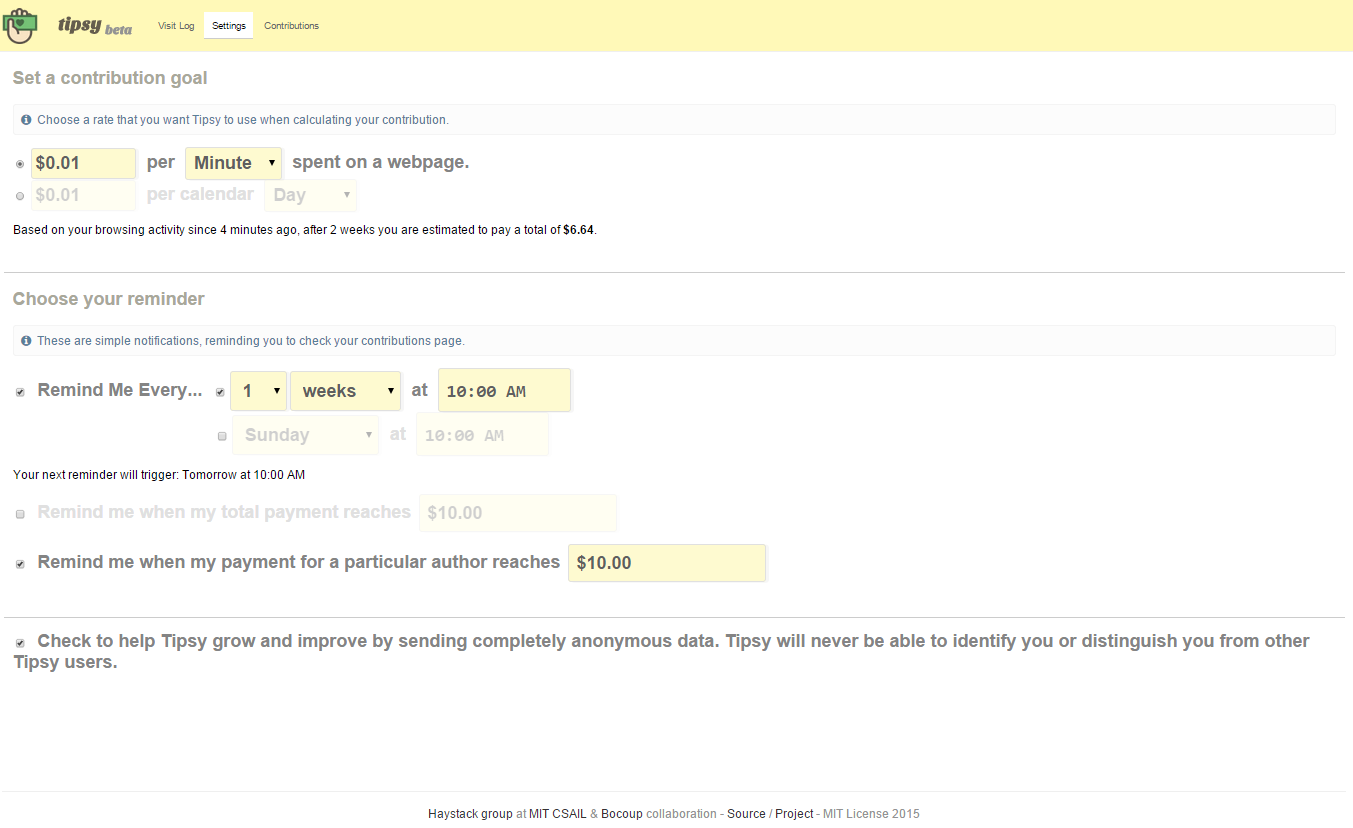 tipsy beta Visit Log Settings Contributions
Set a contribution goal
Choose a rate that you want Tipsy to use when calculating your contribution.
$0.01 per Minute spent on a webpage.
$0.01 per calendar Day
Based on your browsing activity since 4 minutes ago, after 2 weeks you are estimated to pay a total of $6.64.
Choose your reminder
These are simple notifications, reminding you to check your contributions page.
Remind Me Every... 1 weeks at 10:00 AM
Sunday at 10:00 AM
Your next reminder will trigger: Tomorrow at 10:00 AM
Remind me when my total payment reaches $10.00
Remind me when my payment for a particular author reaches $10.00
Check to help Tipsy grow and improve by sending completely anonymous data. Tipsy will never be able to identify you or distinguish you from other
Tipsy users.
Haystack group at MIT CSAIL & Bocoup collaboration - Source / Project - MIT License 2015